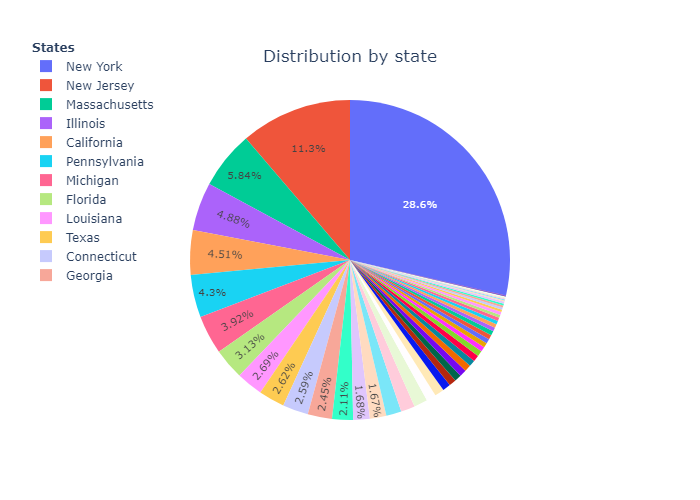 States
New York
New Jersey
Massachusetts
Illinois
California
Pennsylvania
Michigan
Florida
Louisiana
Texas
Connecticut
Georgia
Distribution by state
28.6%
11.3%
5.84%
4.88%
4.51%
4.3%
3.92%
3.13%
2.69%
2.62%
2.59%
2.45%
2.11%
1.68%
1.67%